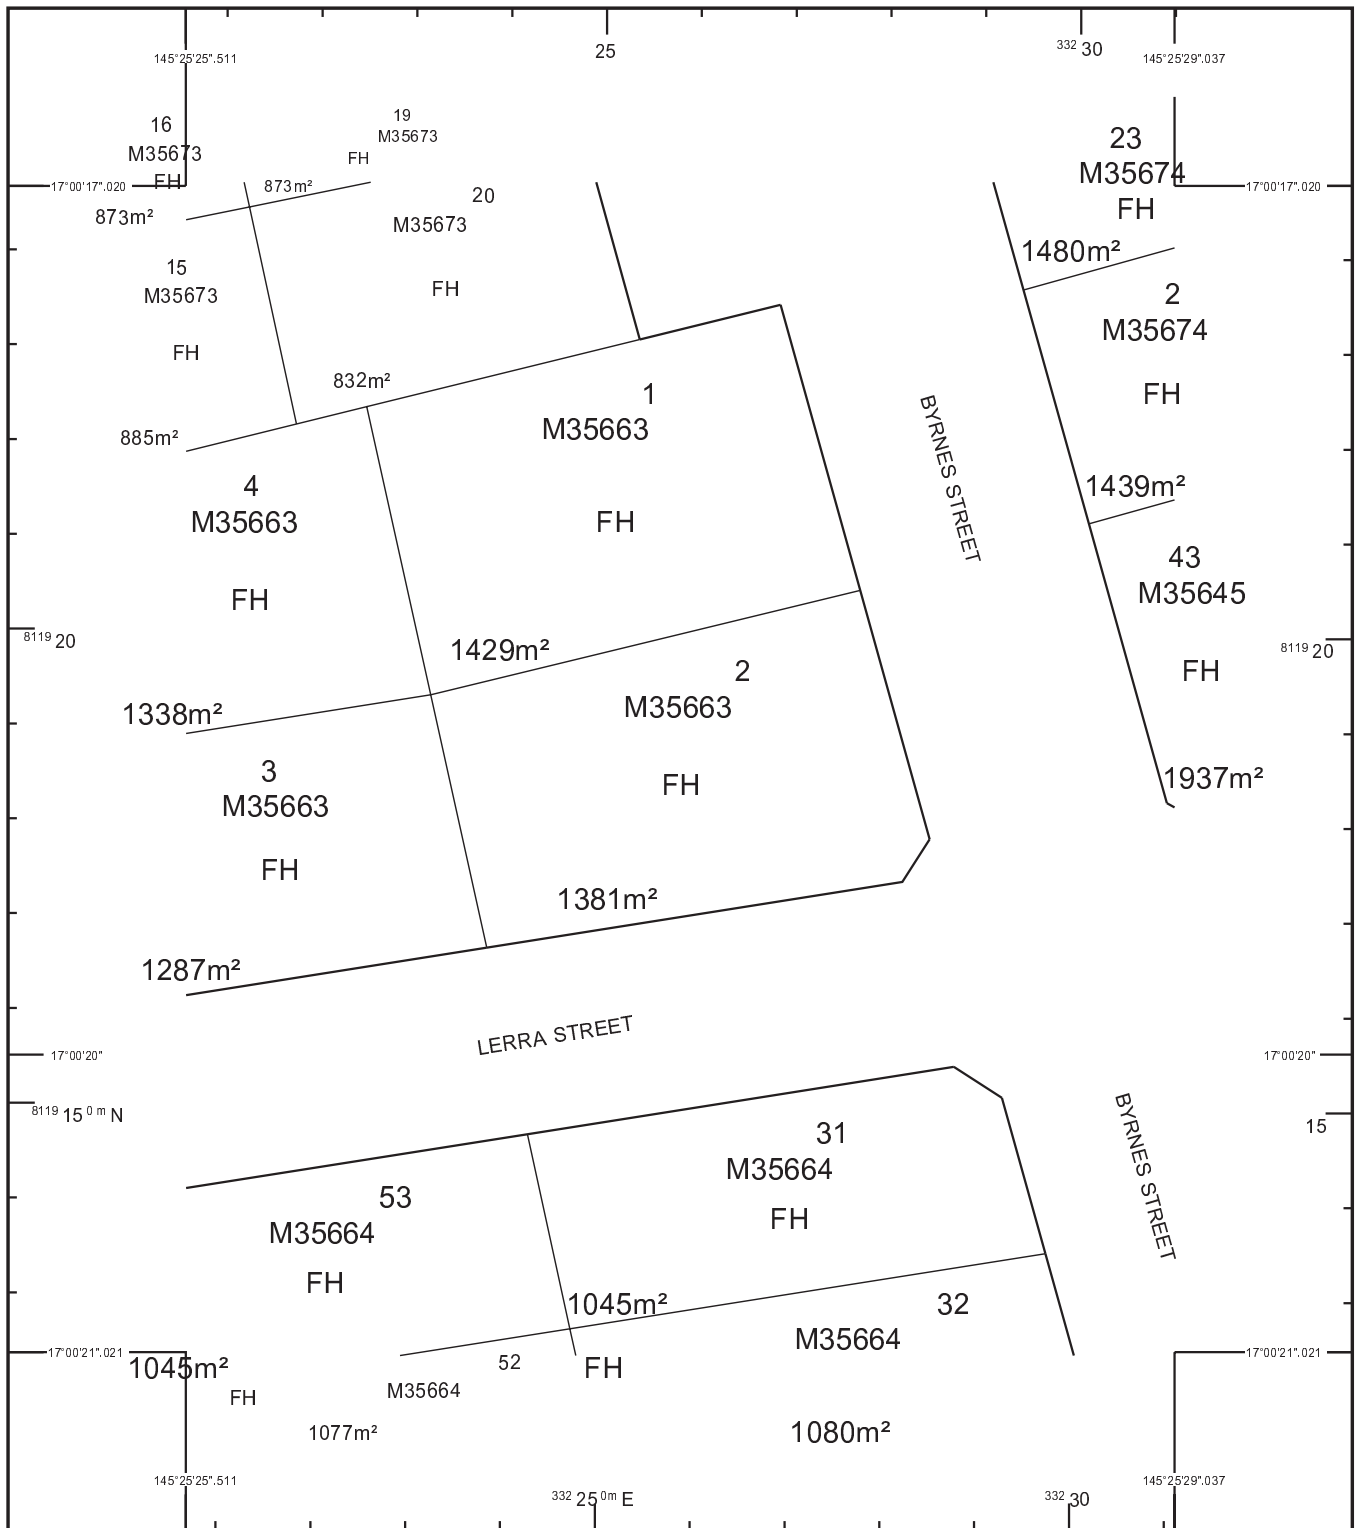 25
332 30
145°25'25".511
145°25'29".037
16
M35673
FH
19
M35673
FH
23
M35674
FH
17°00'17".020
17°00'17".020
873m²
873m²
20
M35673
FH
1480m²
15
M35673
FH
2
M35674
FH
832m²
885m²
1
M35663
FH
BYRNES STREET
4
M35663
FH
1439m²
43
M35645
FH
8119 20
8119 20
1429m²
2
M35663
FH
1338m²
3
M35663
FH
1937m²
1381m²
1287m²
LERRA STREET
17°00'20"
17°00'20"
8119 15 0 m N
15
BYRNES STREET
31
M35664
FH
53
M35664
FH
1045m²
32
M35664
FH
17°00'21".021
17°00'21".021
1045m²
52
M35664
FH
1077m²
1080m²
145°25'25".511
145°25'29".037
332 25 0m E
332 30